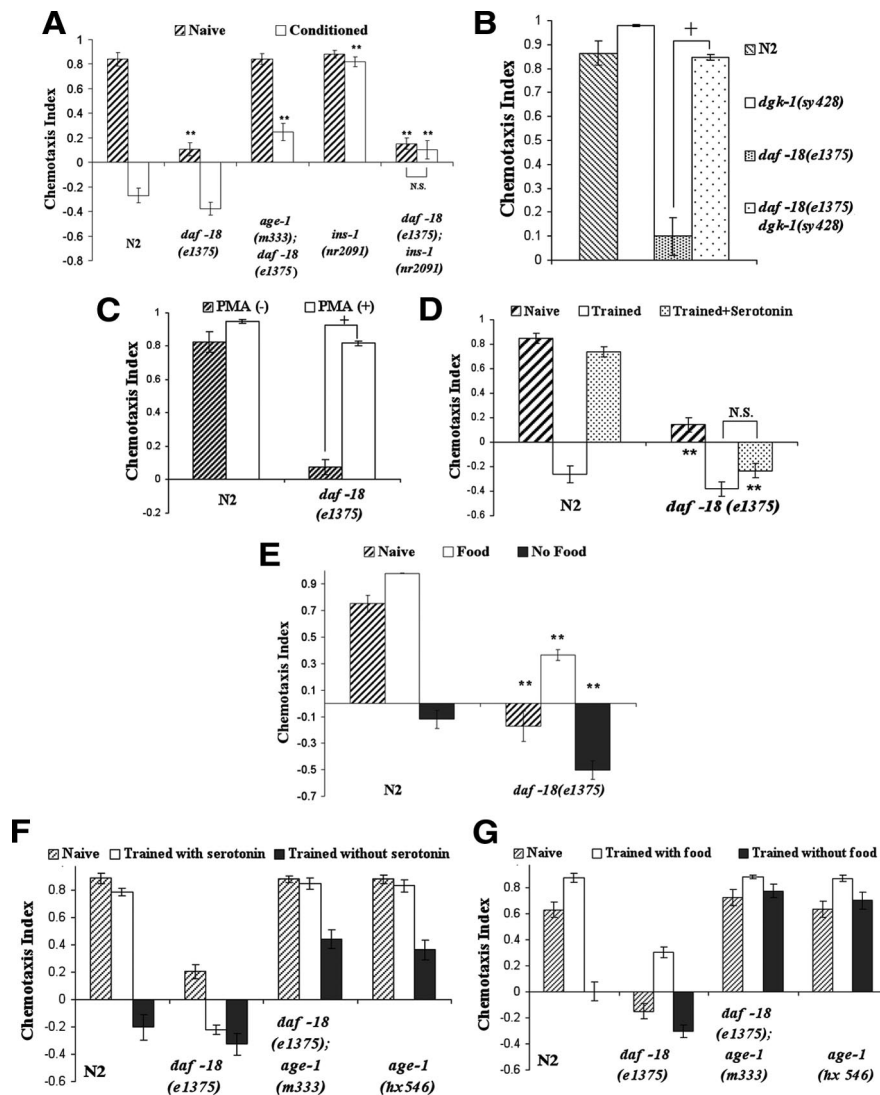 A
Naive Conditioned
Chemotaxis Index
1
0.8
0.6
0.4
0.2
0
-0.2
-0.4
-0.6
-0.8
**
**
**
** **
N.S.
N2
daf -18
(e1375)
age-1
(m333);
daf -18
(e1375)
ins-1
(nr2091)
daf -18
(e1375);
ins-1
(nr2091)
B
Chemotaxis Index
1
0.9
0.8
0.7
0.6
0.5
0.4
0.3
0.2
0.1
0.1
+
N2
dgk-1(sy428)
daf -18(e1375)
daf -18(e1375)
dgk-1(sy428)
C
PMA (-) PMA (+)
Chemotaxis Index
0.8
0.6
0.4
0.2
0
-0.2
+
N2
daf -18
(e1375)
D
Naive Trained Trained+Serotonin
Chemotaxis Index
1
0.8
0.6
0.4
0.2
0
-0.2
-0.4
-0.6
N.S.
**
**
N2
daf -18 (e1375)
E
Naive Food No Food
Chemotaxis Index
0.9
0.7
0.5
0.3
0.1
-0.1
-0.3
-0.5
-0.7
**
**
**
N2
daf -18(e1375)
F
Naive Trained with serotonin Trained without serotonin
Chemotaxis Index
0.8
0.6
0.4
0.2
0
-0.2
-0.4
-0.6
N2
daf -18
(e1375)
daf -18
(e1375);
age-1
(m333)
age-1
(hx546)
G
Naive Trained with food Trained without food
Chemotaxis Index
0.8
0.6
0.4
0.2
0
-0.2
-0.4
-0.6
N2
daf -18
(e1375)
daf -18
(e1375);
age-1
(m333)
age-1
(hx 546)